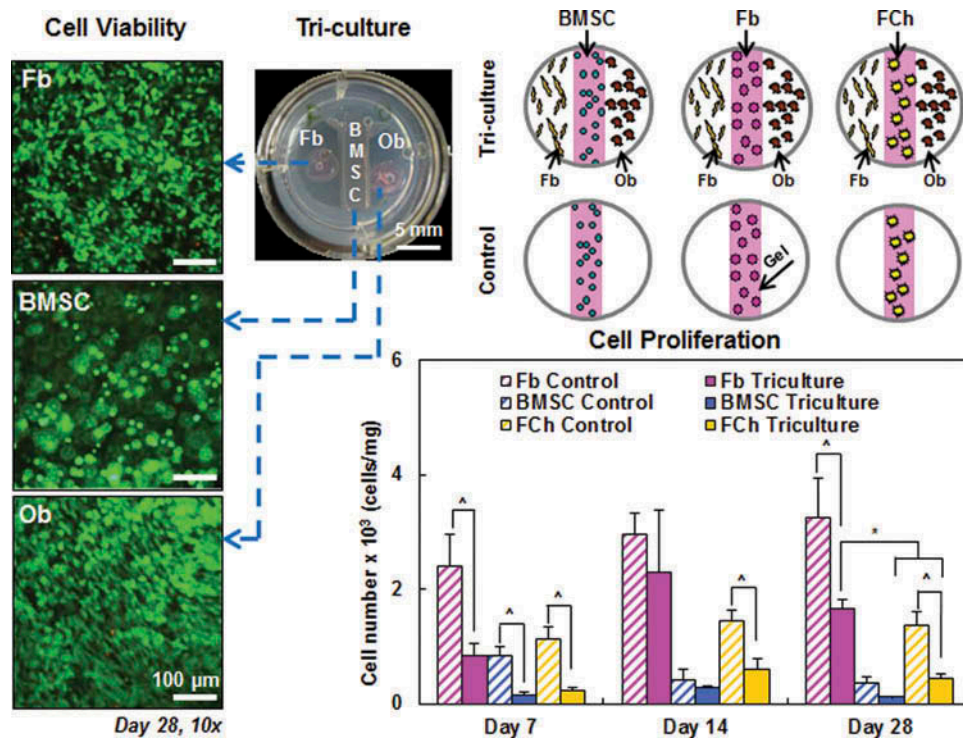 Cell Viability
Fb
BMSC
Ob
100 µm
Day 28, 10x
Tri-culture
Fb
B
M
S
C
Ob
5 mm
BMSC
Fb
FCh
Tri-culture
Fb
Ob
Fb
Ob
Fb
Ob
Control
Gel
Cell Proliferation
Cell number x 10³ (cells/mg)
6
4
2
0
Fb Control
Fb Triculture
BMSC Control
BMSC Triculture
FCh Control
FCh Triculture
^
^
^
^
^
*
^
Day 7
Day 14
Day 28